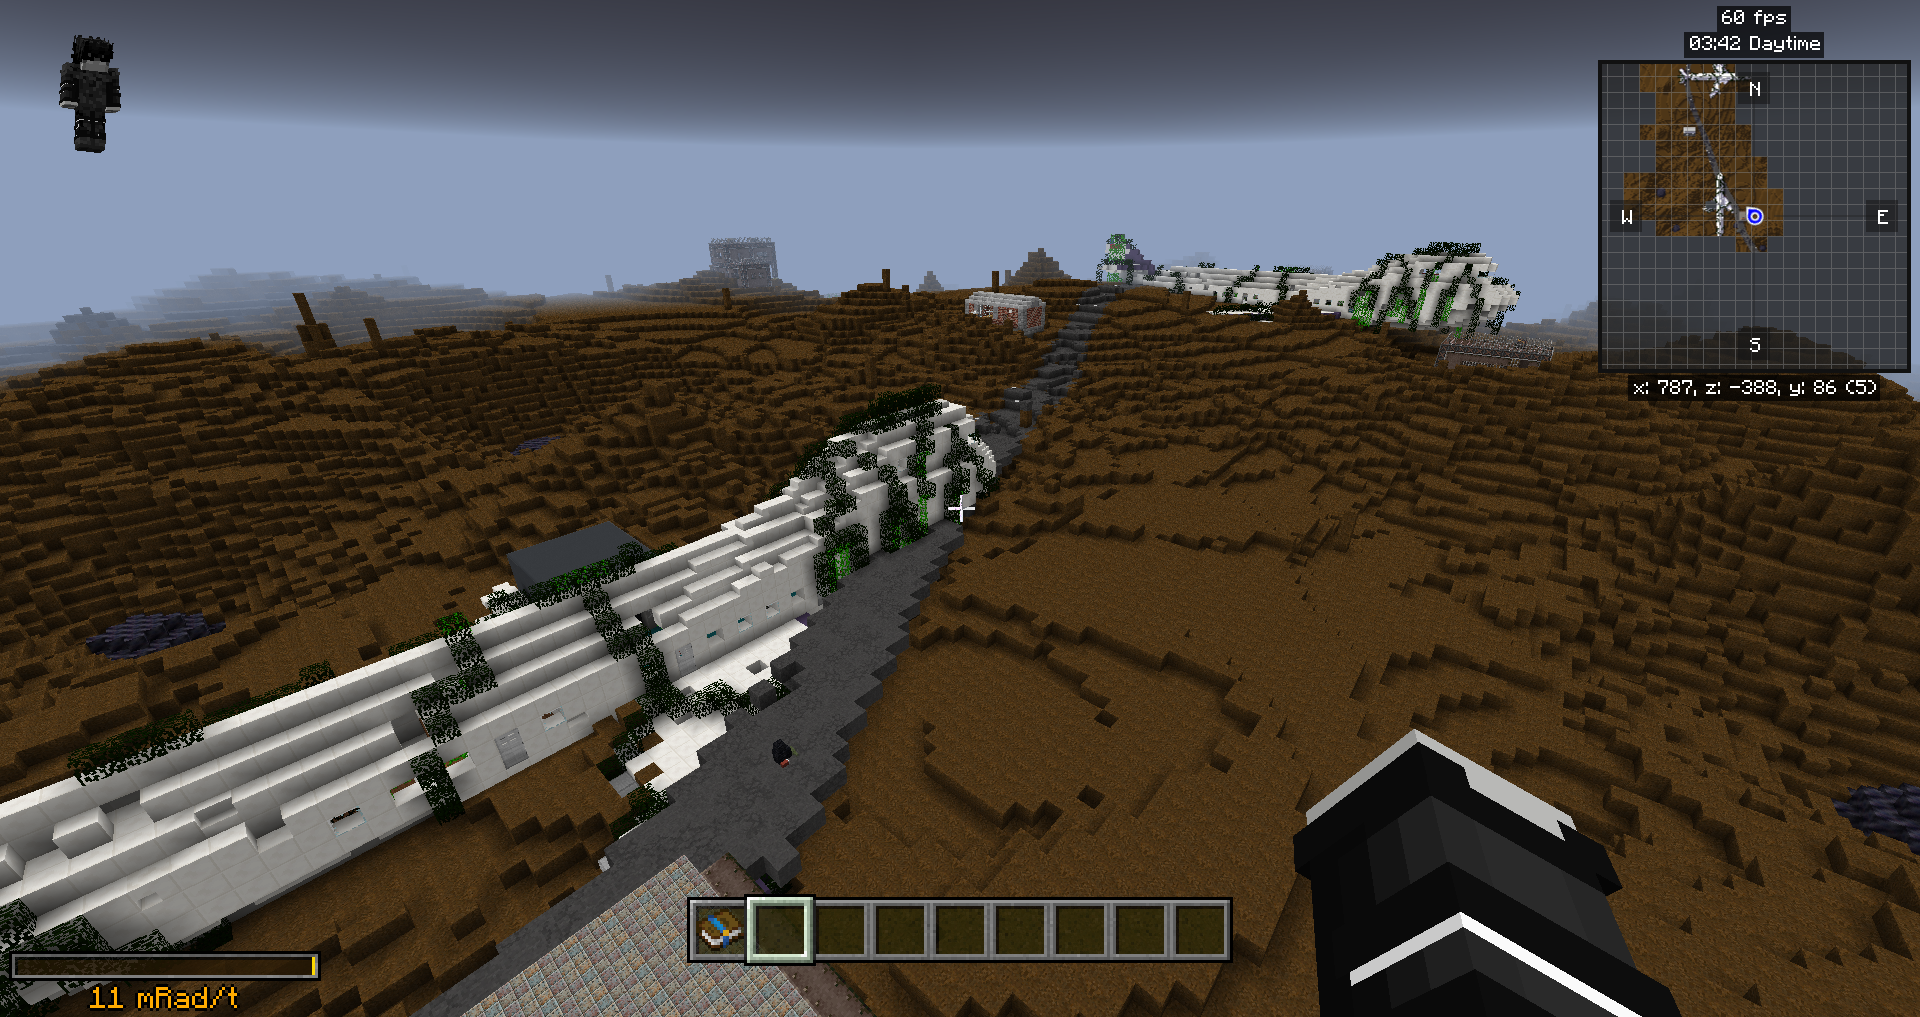 60 fps
03:42 Daytime
N
W
E
S
x: 787, z: -388, y: 86 (5)
11 mRad/t